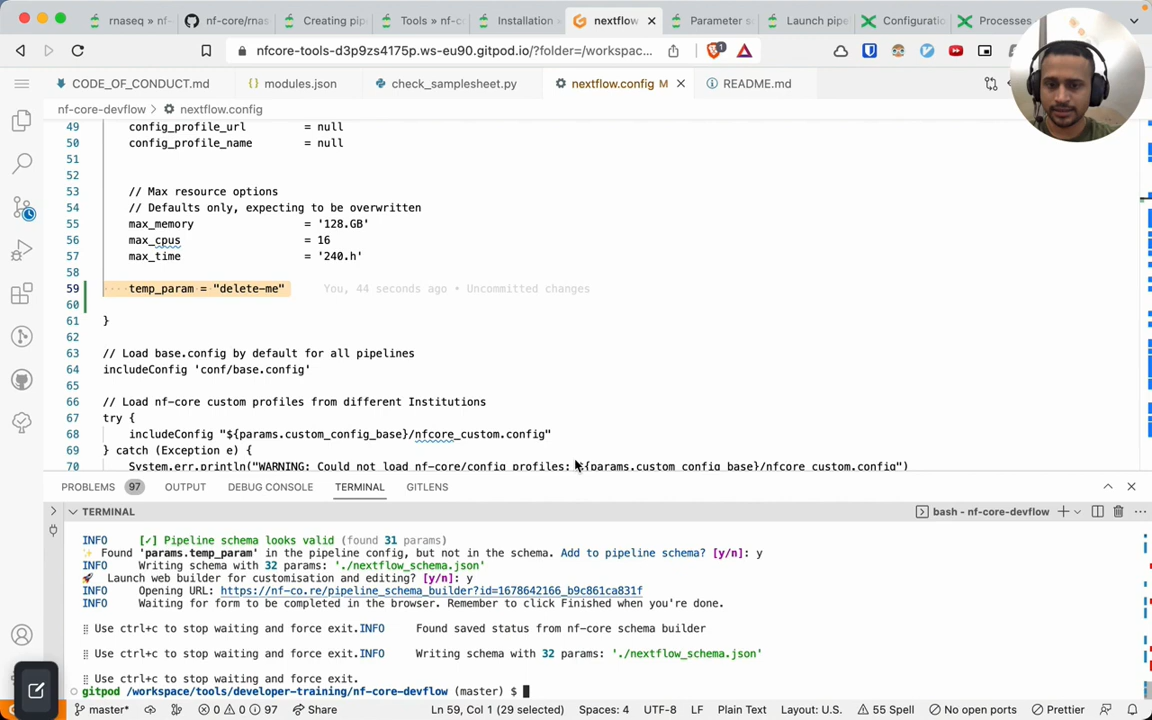 rnaseq » nf-
nf-core/rnas
Creating pip
Tools » nf-c
Installation
nextflow
Parameter s
Launch pipe
Configuratio
Processes
nfcore-tools-d3p9zs4175p.ws-eu90.gitpod.io/?folder=/workspac...
1
CODE_OF_CONDUCT.md
modules.json
check_samplesheet.py
nextflow.config M
README.md
nf-core-devflow > nextflow.config
49 config_profile_url = null
50 config_profile_name = null
51
52
53 // Max resource options
54 // Defaults only, expecting to be overwritten
55 max_memory = '128.GB'
56 max_cpus = 16
57 max_time = '240.h'
58
59 ····temp_param = "delete-me" You, 44 seconds ago • Uncommitted changes
60
61 }
62
63 // Load base.config by default for all pipelines
64 includeConfig 'conf/base.config'
65
66 // Load nf-core custom profiles from different Institutions
67 try {
68 includeConfig "${params.custom_config_base}/nfcore_custom.config"
69 } catch (Exception e) {
70 System.err.println("WARNING: Could not load nf-core/config profiles: ${params.custom_config_base}/nfcore_custom.config")
PROBLEMS 97 OUTPUT DEBUG CONSOLE TERMINAL GITLENS
TERMINAL bash - nf-core-devflow
INFO [✓] Pipeline schema looks valid (found 31 params)
✨ Found 'params.temp_param' in the pipeline config, but not in the schema. Add to pipeline schema? [y/n]: y
INFO Writing schema with 32 params: './nextflow_schema.json'
🚀 Launch web builder for customisation and editing? [y/n]: y
INFO Opening URL: https://nf-co.re/pipeline_schema_builder?id=1678642166_b9c861ca831f
INFO Waiting for form to be completed in the browser. Remember to click Finished when you're done.
Use ctrl+c to stop waiting and force exit.INFO Found saved status from nf-core schema builder
Use ctrl+c to stop waiting and force exit.INFO Writing schema with 32 params: './nextflow_schema.json'
Use ctrl+c to stop waiting and force exit.
gitpod /workspace/tools/developer-training/nf-core-devflow (master) $
master* 0 0 97 Share Ln 59, Col 1 (29 selected) Spaces: 4 UTF-8 LF Plain Text Layout: U.S. 55 Spell No open ports Prettier